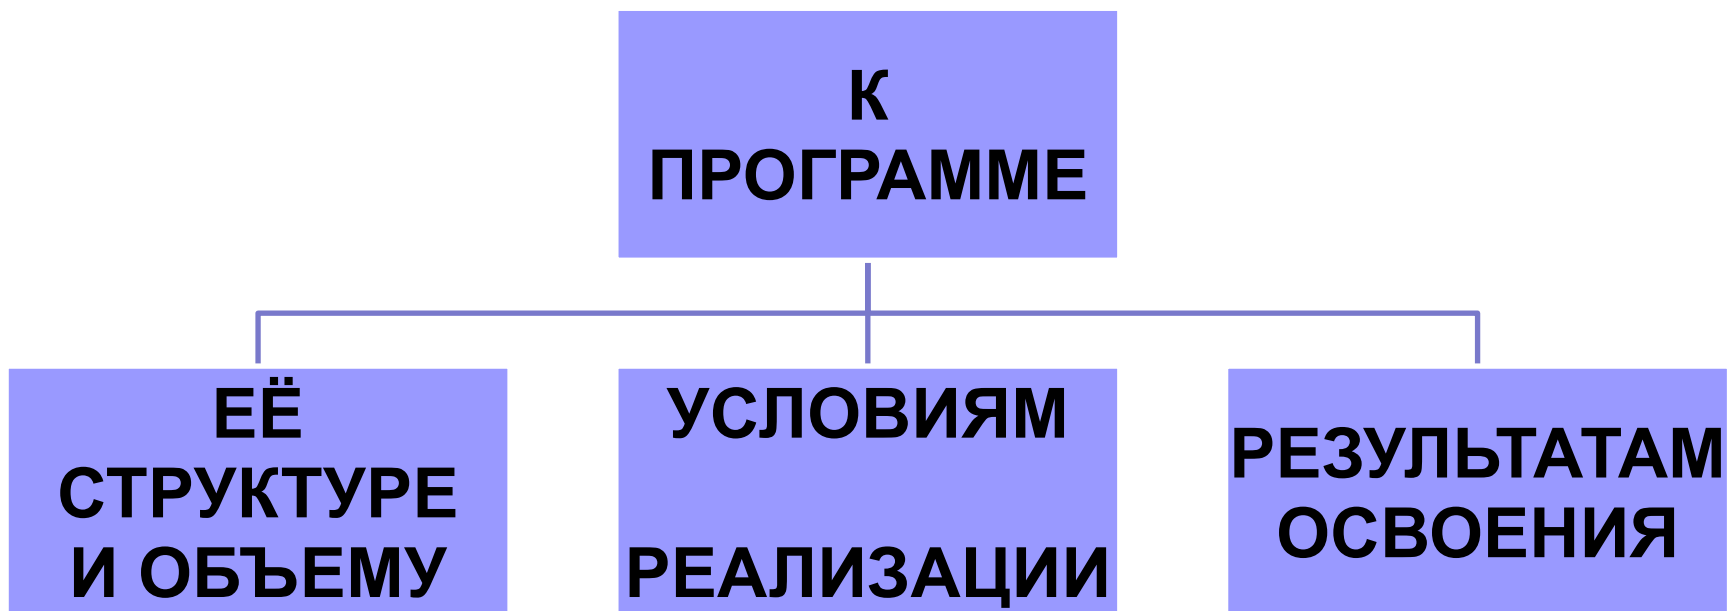 К
ПРОГРАММЕ
ЕЁ
СТРУКТУРЕ
И ОБЪЕМУ
УСЛОВИЯМ
РЕАЛИЗАЦИИ
РЕЗУЛЬТАТАМ
ОСВОЕНИЯ